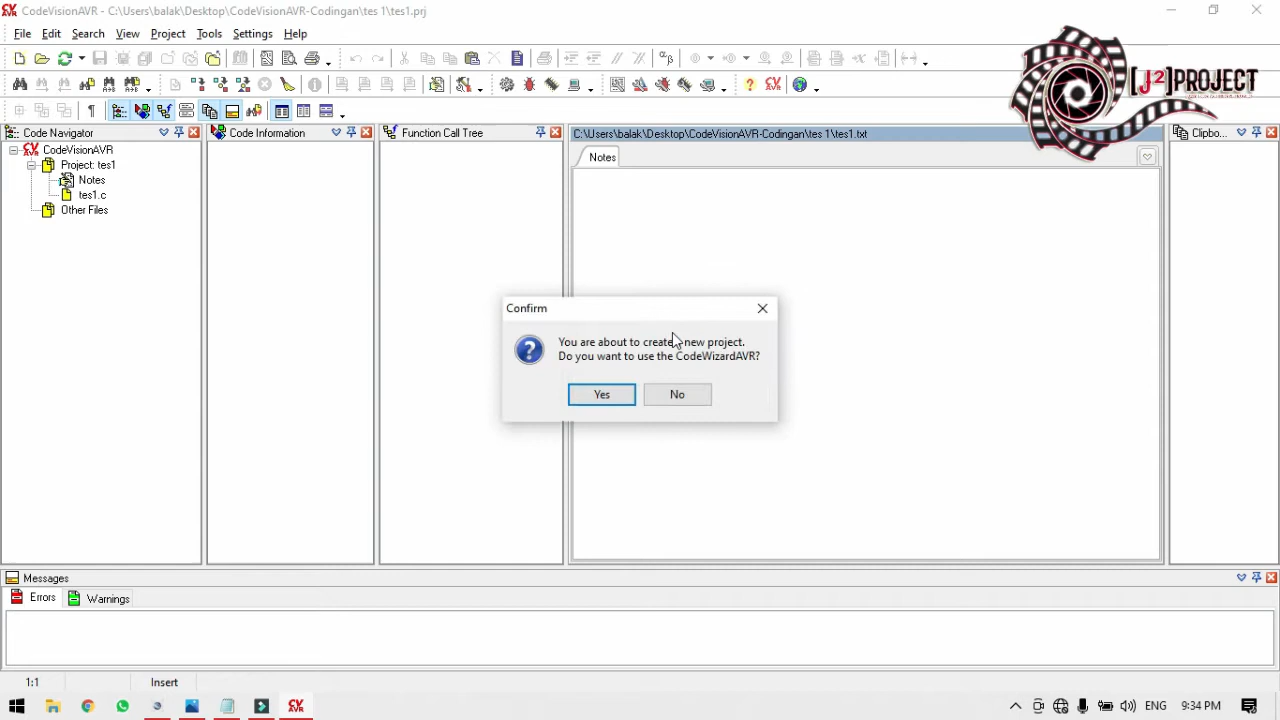 CodeVisionAVR - C:\Users\balak\Desktop\CodeVisionAVR-Codingan\tes 1\tes1.prj
File Edit Search View Project Tools Settings Help
[J2]PROJECT
Code Navigator
Code Information
Function Call Tree
C:\Users\balak\Desktop\CodeVisionAVR-Codingan\tes 1\tes1.txt
Clipbo...
CodeVisionAVR
Project: tes1
Notes
tes1.c
Other Files
Notes
Confirm
You are about to create new project.
Do you want to use the CodeWizardAVR?
Yes No
Messages
Errors Warnings
1:1 Insert
ENG 9:34 PM